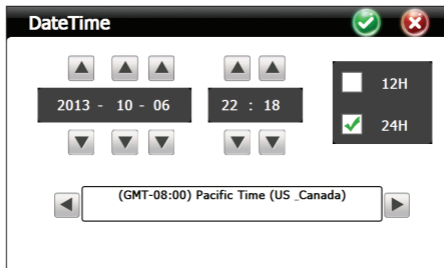 DateTime
2013 - 10 - 06
22 : 18
12H
24H
(GMT-08:00) Pacific Time (US _Canada)